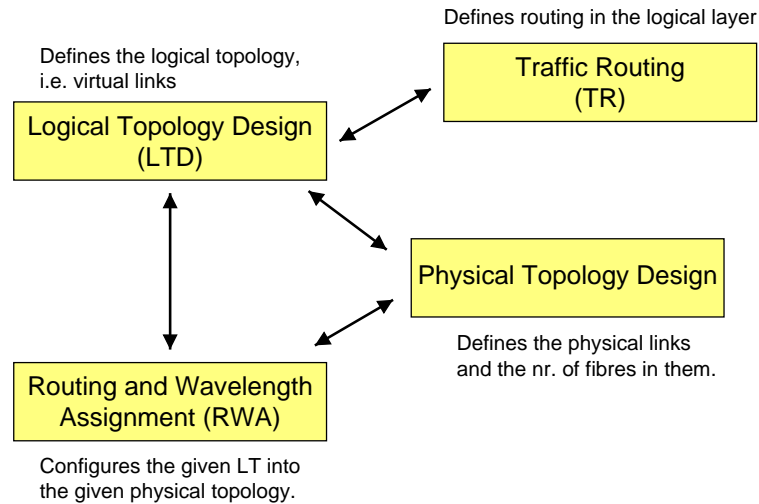 Defines routing in the logical layer
Defines the logical topology,
i.e. virtual links
Traffic Routing
(TR)
Logical Topology Design
(LTD)
Physical Topology Design
Defines the physical links
and the nr. of fibres in them.
Routing and Wavelength
Assignment (RWA)
Configures the given LT into
the given physical topology.